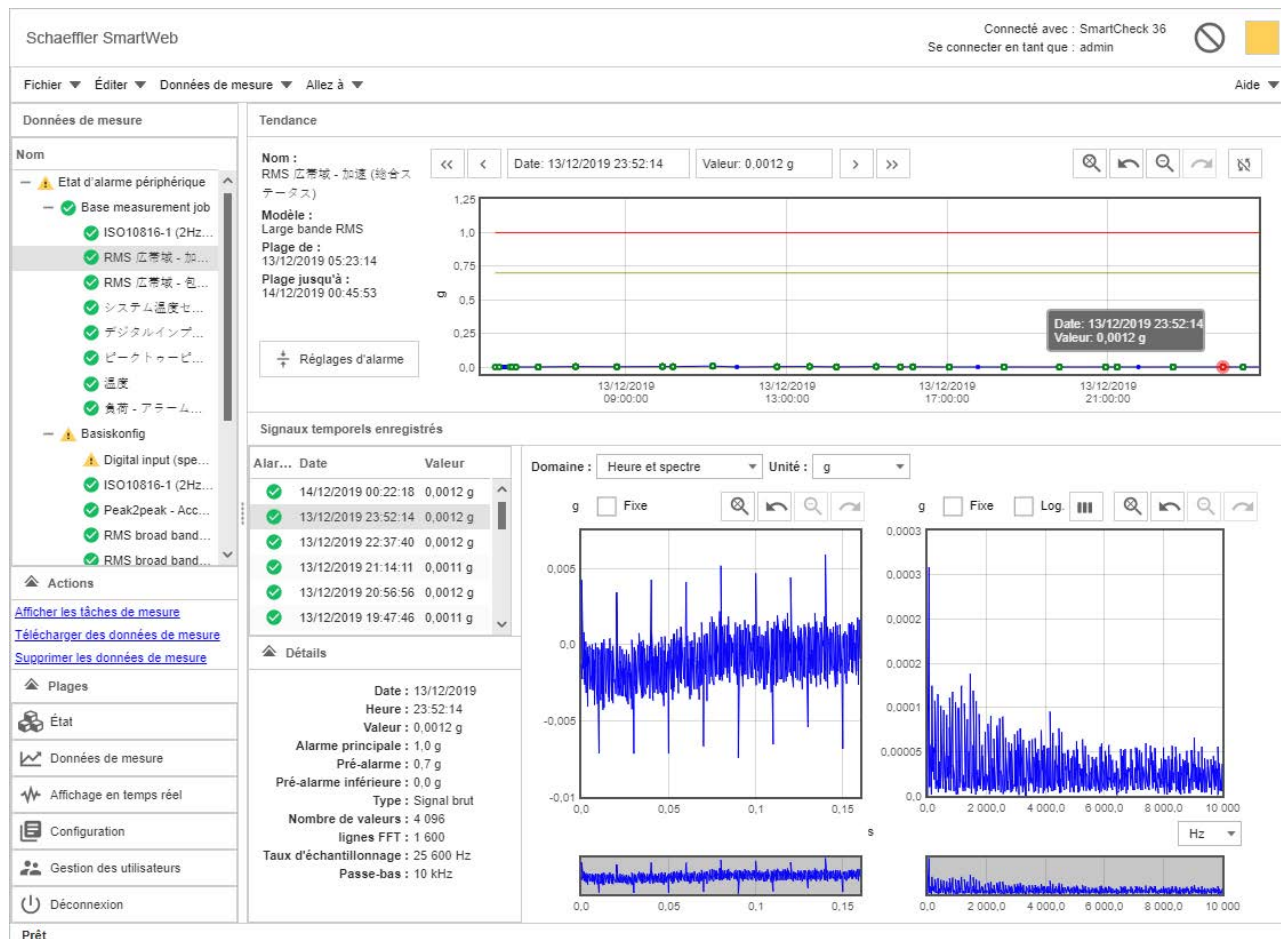 Schaeffler SmartWeb
Connecté avec : SmartCheck 36
Se connecter en tant que : admin
Fichier Éditer Données de mesure Allez à Aide
Données de mesure
Nom
Etat d'alarme périphérique
Base measurement job
ISO10816-1 (2Hz...
RMS 広帯域 - 加...
RMS 広帯域 - 包...
システム温度セ...
デジタルインプ...
ピークトゥーピ...
温度
負荷 - アラーム...
Basiskonfig
Digital input (spe...
ISO10816-1 (2Hz...
Peak2peak - Acc...
RMS broad band...
RMS broad band...
Actions
Afficher les tâches de mesure
Télécharger des données de mesure
Supprimer les données de mesure
Plages
État
Données de mesure
Affichage en temps réel
Configuration
Gestion des utilisateurs
Déconnexion
Prêt
Tendance
Nom :
RMS 広帯域 - 加速 (総合ス
テータス)
Modèle :
Large bande RMS
Plage de :
13/12/2019 05:23:14
Plage jusqu'à :
14/12/2019 00:45:53
Réglages d'alarme
<< < Date: 13/12/2019 23:52:14 Valeur: 0,0012 g > >>
1,25
1,0
0,75
0,5
0,25
0,0
g
Date: 13/12/2019 23:52:14
Valeur: 0,0012 g
13/12/2019 13/12/2019 13/12/2019 13/12/2019
09:00:00 13:00:00 17:00:00 21:00:00
Signaux temporels enregistrés
Alar... Date Valeur
14/12/2019 00:22:18 0,0012 g
13/12/2019 23:52:14 0,0012 g
13/12/2019 22:37:40 0,0012 g
13/12/2019 21:14:11 0,0011 g
13/12/2019 20:56:56 0,0012 g
13/12/2019 19:47:46 0,0011 g
Détails
Date : 13/12/2019
Heure : 23:52:14
Valeur : 0,0012 g
Alarme principale : 1,0 g
Pré-alarme : 0,7 g
Pré-alarme inférieure : 0,0 g
Type : Signal brut
Nombre de valeurs : 4 096
lignes FFT : 1 600
Taux d'échantillonnage : 25 600 Hz
Passe-bas : 10 kHz
Domaine : Heure et spectre Unité : g
g Fixe
0,005
0,0
-0,005
-0,01
0,0 0,05 0,1 0,15
s
0,0 0,05 0,1 0,15
g Fixe Log.
0,0003
0,0003
0,0002
0,0002
0,0001
0,00005
0,0
0,0 2 000,0 4 000,0 6 000,0 8 000,0 10 000
Hz
0,0 2 000,0 4 000,0 6 000,0 8 000,0 10 000